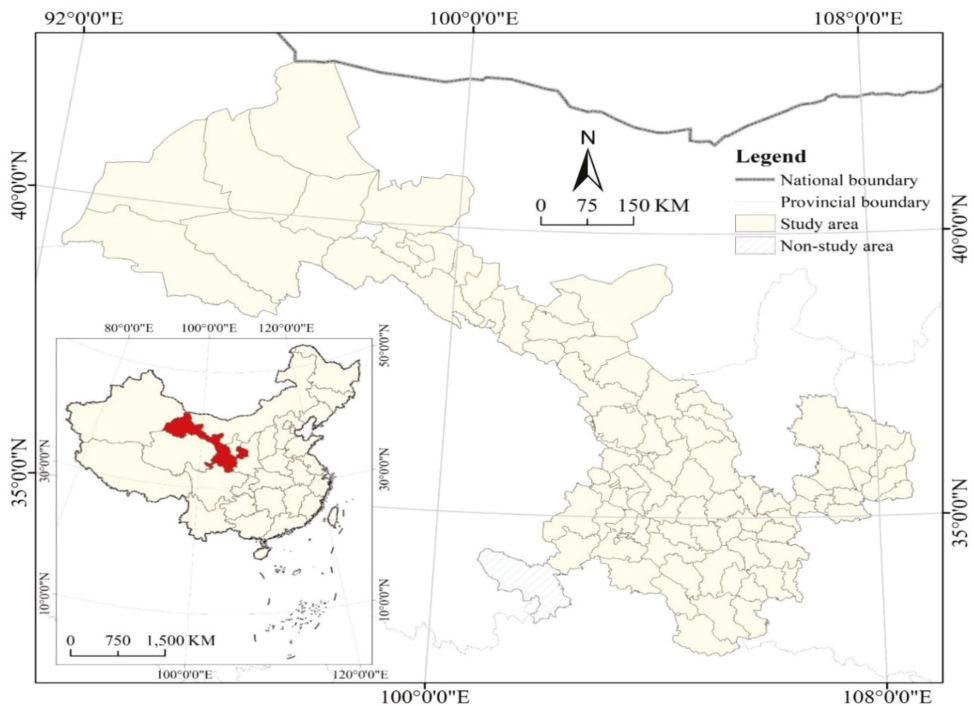 92°0'0"E 100°0'0"E 108°0'0"E
40°0'0"N
35°0'0"N
N
0 75 150 KM
Legend
National boundary
Provincial boundary
Study area
Non-study area
40°0'0"N
35°0'0"N
80°0'0"E 100°0'0"E 120°0'0"E
50°0'0"N
30°0'0"N
30°0'0"N
10°0'0"N
10°0'0"N
0 750 1,500 KM
100°0'0"E 120°0'0"E
100°0'0"E 108°0'0"E